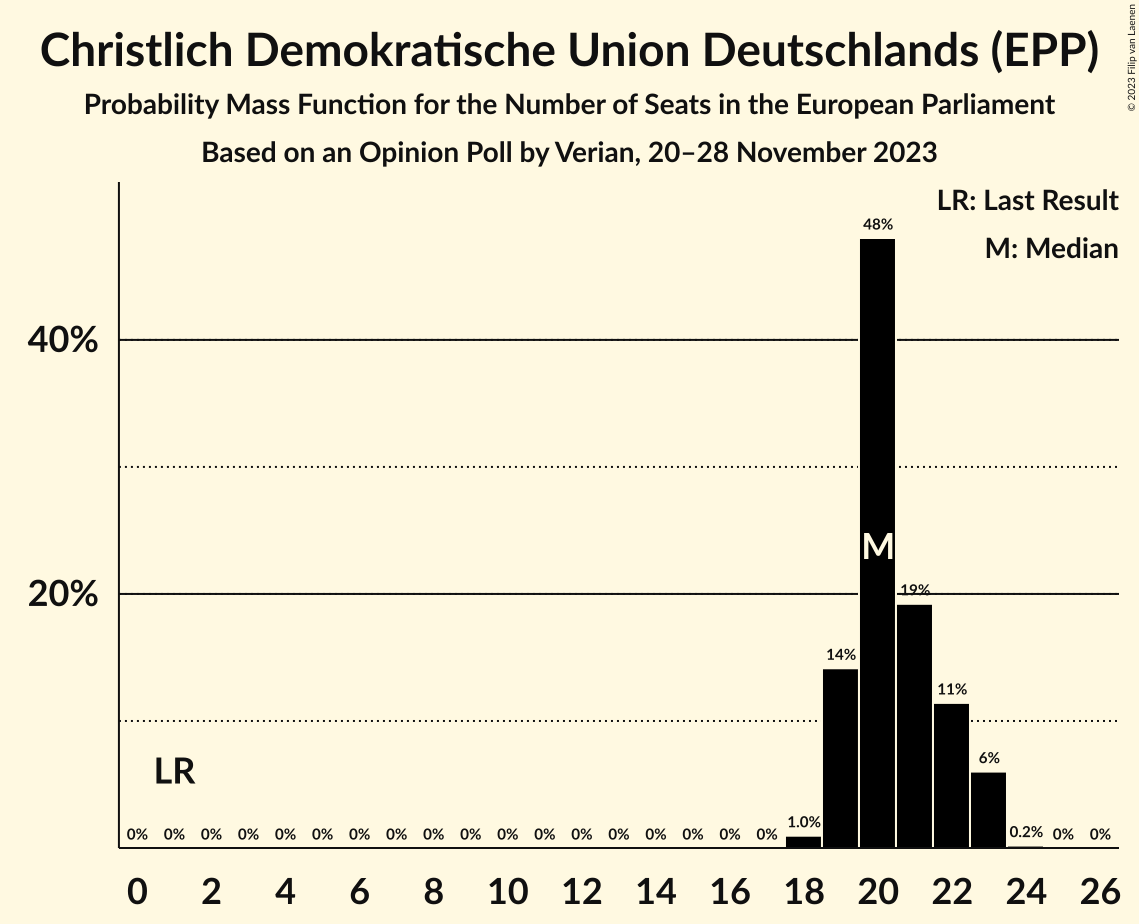 Christlich Demokratische Union Deutschlands (EPP)
Probability Mass Function for the Number of Seats in the European Parliament
Based on an Opinion Poll by Verian, 20–28 November 2023
© 2023 Filip van Laenen
LR: Last Result
M: Median
48%
40%
M
20%
19%
14%
11%
LR
6%
0% 0% 0% 0% 0% 0% 0% 0% 0% 0% 0% 0% 0% 0% 0% 0% 0% 0% 1.0% 0.2% 0% 0%
0 2 4 6 8 10 12 14 16 18 20 22 24 26